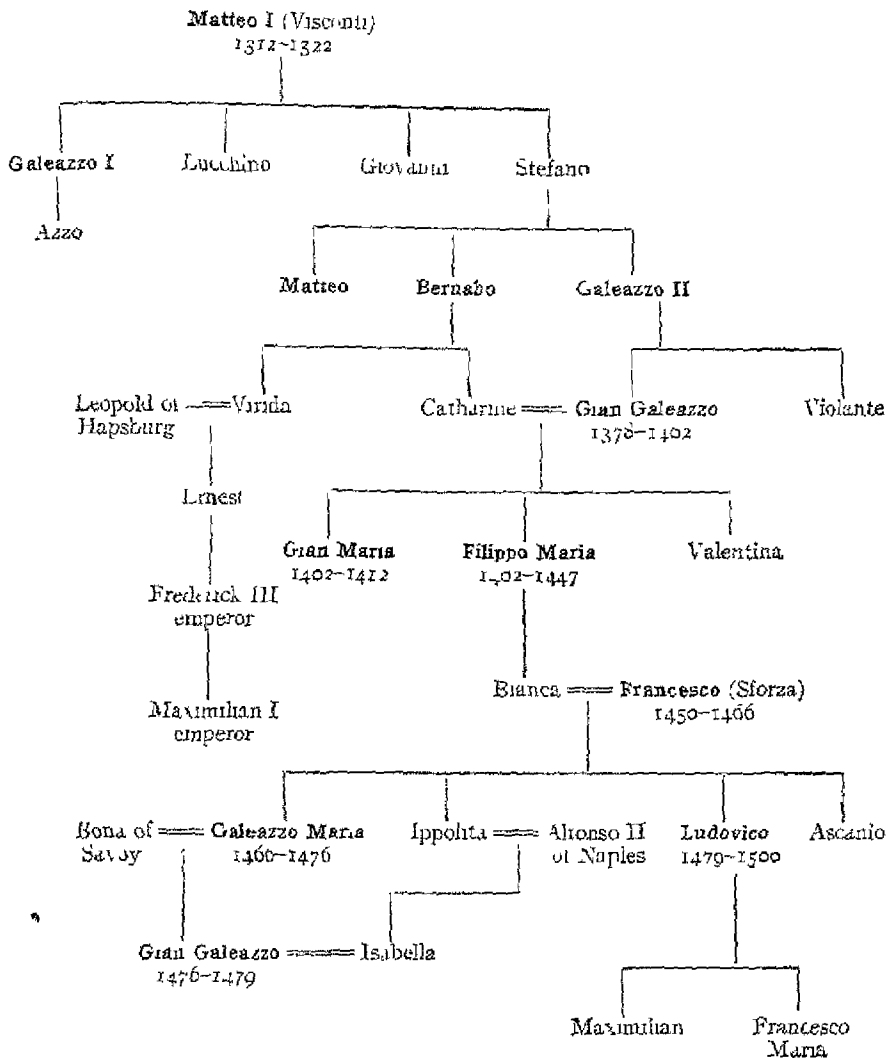 Matteo I (Visconti)
1312–1322
Galeazzo I
Lucchino
Giovanni
Stefano
Azzo
Matteo
Bernabo
Galeazzo II
Leopold of
Hapsburg
Virida
Catharine
Gian Galeazzo
1378–1402
Violante
Ernest
Gian Maria
1402–1412
Filippo Maria
1402–1447
Valentina
Frederick III
emperor
Bianca
Francesco (Sforza)
1450–1466
Maximilian I
emperor
Bona of
Savoy
Galeazzo Maria
1466–1476
Ippolita
Alfonso II
of Naples
Ludovico
1479–1500
Ascanio
Gian Galeazzo
1476–1479
Isabella
Maximilian
Francesco
Maria